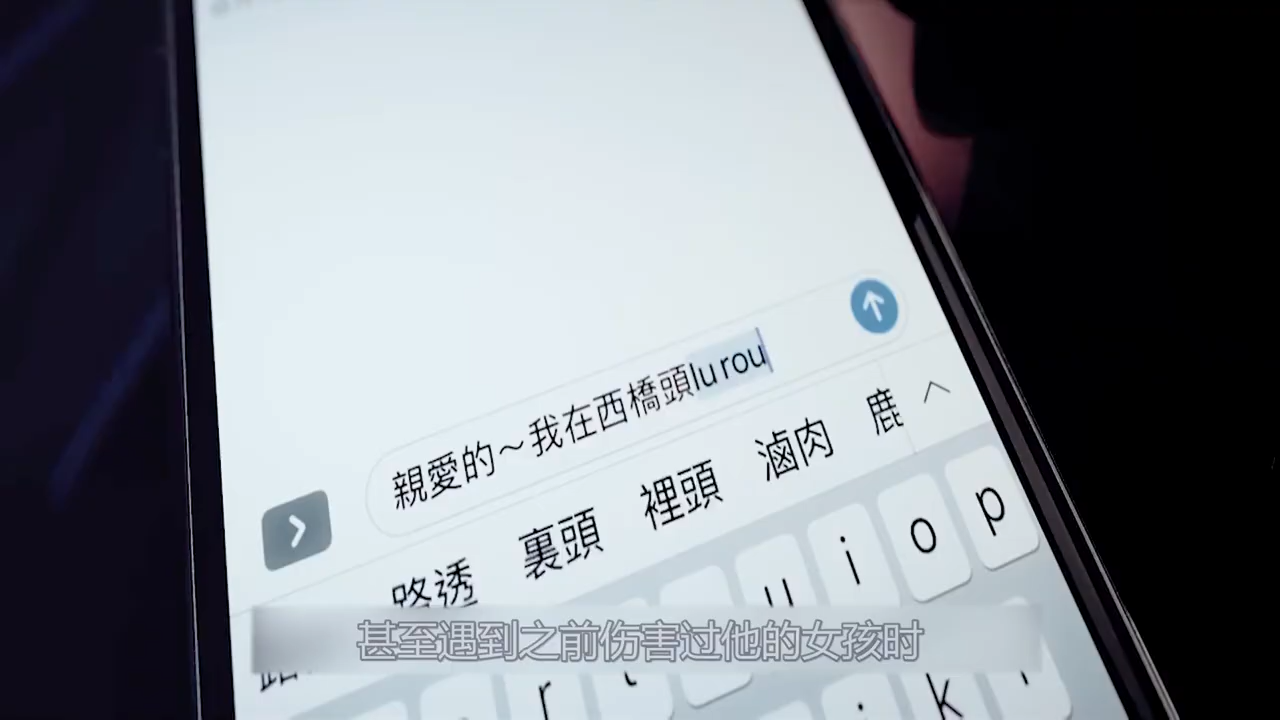 親愛的～我在西橋頭lu rou
路透 裏頭 裡頭 滷肉 鹿
u i o p
甚至遇到之前伤害过他的女孩时
r t k